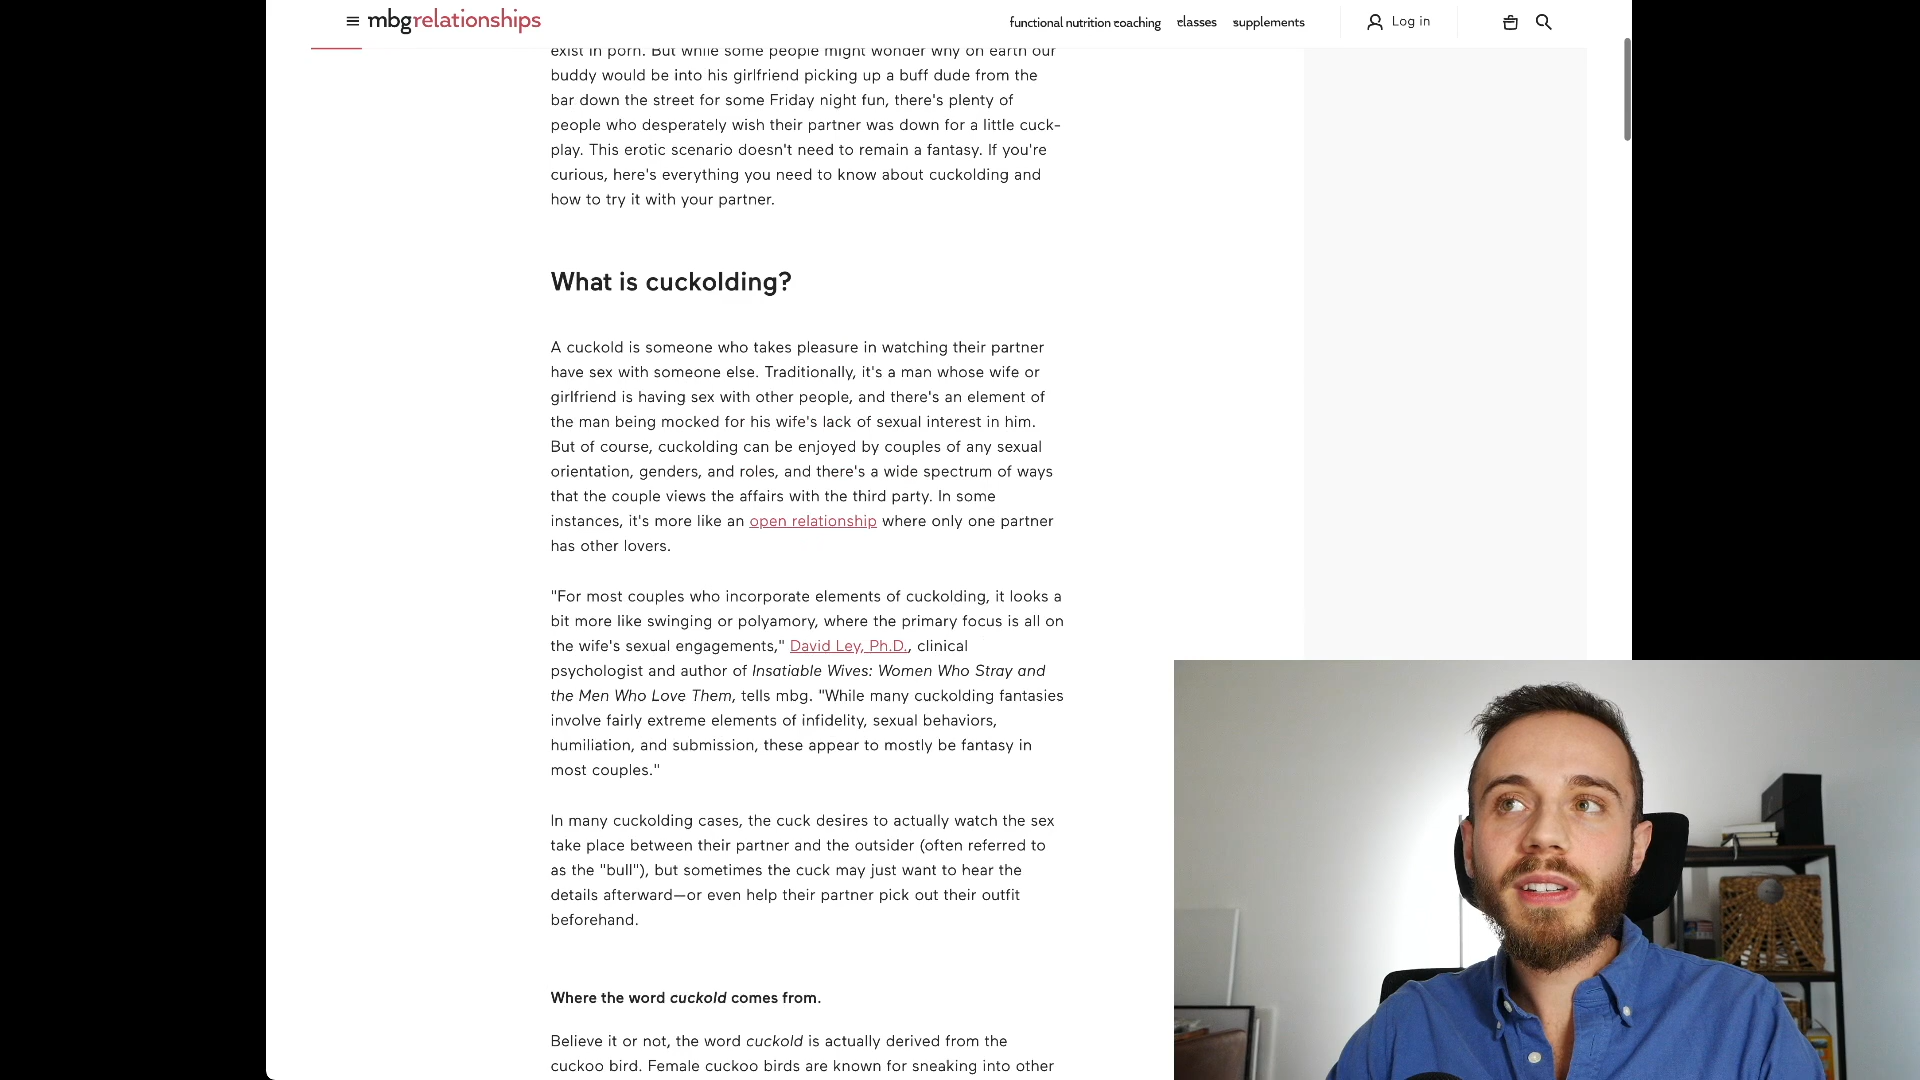 mbgrelationships
functional nutrition coaching classes supplements Log in
exist in porn. But while some people might wonder why on earth our
buddy would be into his girlfriend picking up a buff dude from the
bar down the street for some Friday night fun, there's plenty of
people who desperately wish their partner was down for a little cuck-
play. This erotic scenario doesn't need to remain a fantasy. If you're
curious, here's everything you need to know about cuckolding and
how to try it with your partner.
What is cuckolding?
A cuckold is someone who takes pleasure in watching their partner
have sex with someone else. Traditionally, it's a man whose wife or
girlfriend is having sex with other people, and there's an element of
the man being mocked for his wife's lack of sexual interest in him.
But of course, cuckolding can be enjoyed by couples of any sexual
orientation, genders, and roles, and there's a wide spectrum of ways
that the couple views the affairs with the third party. In some
instances, it's more like an open relationship where only one partner
has other lovers.
"For most couples who incorporate elements of cuckolding, it looks a
bit more like swinging or polyamory, where the primary focus is all on
the wife's sexual engagements," David Ley, Ph.D., clinical
psychologist and author of Insatiable Wives: Women Who Stray and
the Men Who Love Them, tells mbg. "While many cuckolding fantasies
involve fairly extreme elements of infidelity, sexual behaviors,
humiliation, and submission, these appear to mostly be fantasy in
most couples."
In many cuckolding cases, the cuck desires to actually watch the sex
take place between their partner and the outsider (often referred to
as the "bull"), but sometimes the cuck may just want to hear the
details afterward—or even help their partner pick out their outfit
beforehand.
Where the word cuckold comes from.
Believe it or not, the word cuckold is actually derived from the
cuckoo bird. Female cuckoo birds are known for sneaking into other